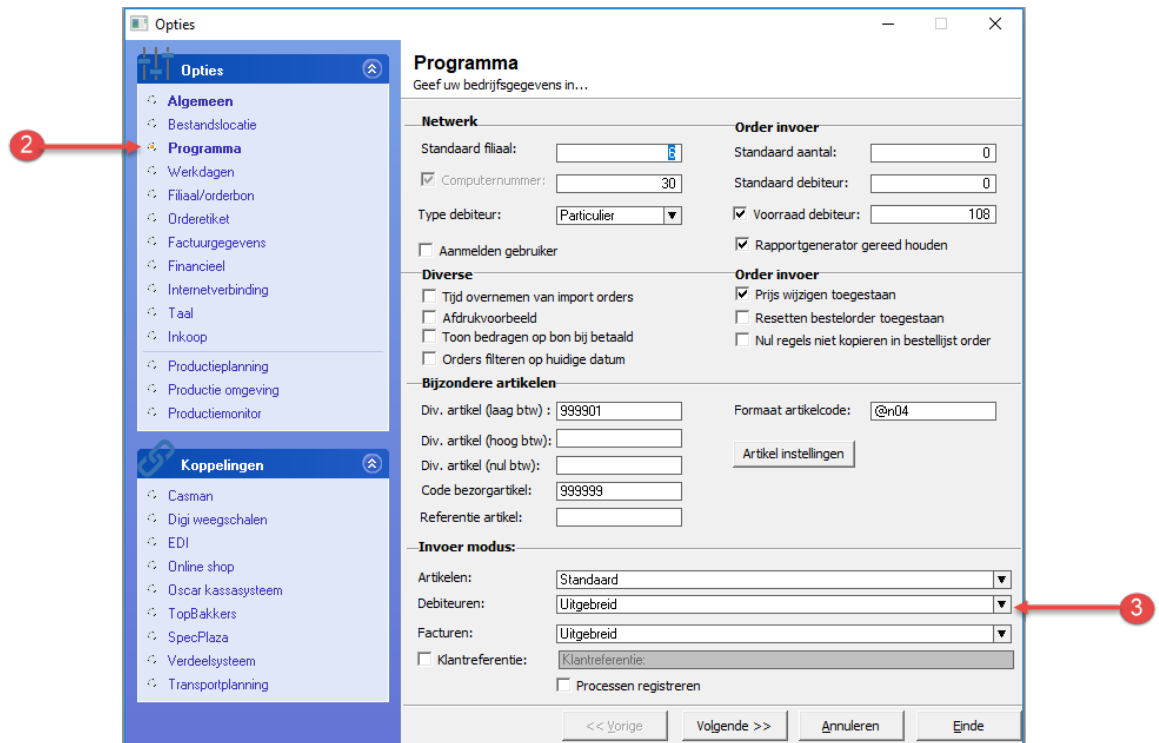 Opties
Opties
Algemeen
Bestandslocatie
2
Programma
Werkdagen
Filiaal/orderbon
Orderetiket
Factuurgegevens
Financieel
Internetverbinding
Taal
Inkoop
Productieplanning
Productie omgeving
Productiemonitor
Koppelingen
Casman
Digi weegschalen
EDI
Online shop
Oscar kassasysteem
TopBakkers
SpecPlaza
Verdeelsysteem
Transportplanning
Programma
Geef uw bedrijfsgegevens in...
Netwerk
Standaard filiaal: 6
Computernummer: 30
Type debiteur: Particulier
Aanmelden gebruiker
Order invoer
Standaard aantal: 0
Standaard debiteur: 0
Voorraad debiteur: 108
Rapportgenerator gereed houden
Diverse
Tijd overnemen van import orders
Afdrukvoorbeeld
Toon bedragen op bon bij betaald
Orders filteren op huidige datum
Order invoer
Prijs wijzigen toegestaan
Resetten bestelorder toegestaan
Nul regels niet kopieren in bestellijst order
Bijzondere artikelen
Div. artikel (laag btw) : 999901
Div. artikel (hoog btw):
Div. artikel (nul btw):
Code bezorgartikel: 999999
Referentie artikel:
Formaat artikelcode: @n04
Artikel instellingen
Invoer modus:
Artikelen: Standaard
Debiteuren: Uitgebreid
3
Facturen: Uitgebreid
Klantreferentie: Klantreferentie:
Processen registreren
<< Vorige Volgende >> Annuleren Einde